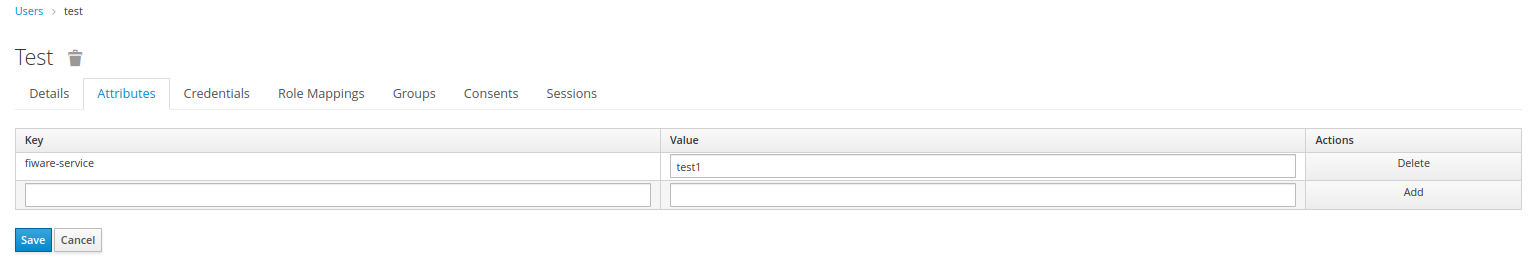 Users › test
Test
Details Attributes Credentials Role Mappings Groups Consents Sessions
Key Value Actions
fiware-service test1 Delete
Add
Save Cancel